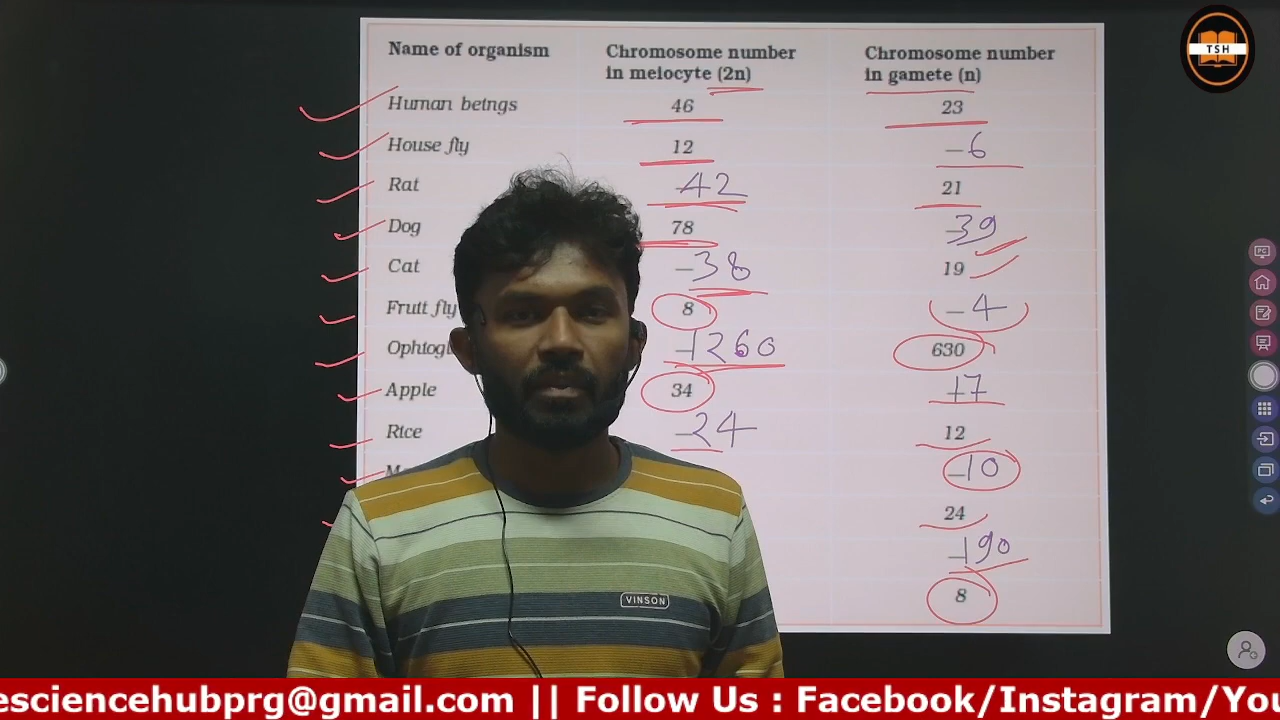 TSH
Name of organism Chromosome number in meiocyte (2n) Chromosome number in gamete (n)
Human beings 46 23
House fly 12 –6
Rat 42 21
Dog 78 –39
Cat –38 19
Fruit fly 8 –4
630
–1260
Apple 34 17
Rice –24 12
–10
24
–190
8
VINSON
esciencehubprg@gmail.com || Follow Us : Facebook/Instagram/You